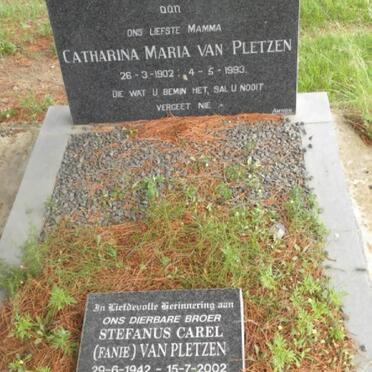 aan
ONS LIEFSTE MAMMA
CATHARINA MARIA VAN PLETZEN
26-3-1902 4-5-1993
DIE WAT U BEMIN HET, SAL U NOOIT
VERGEET NIE
In Liefdevolle Herinnering aan
ONS DIERBARE BROER
STEFANUS CAREL
(FANIE) VAN PLETZEN
29-6-1942 - 15-7-2002